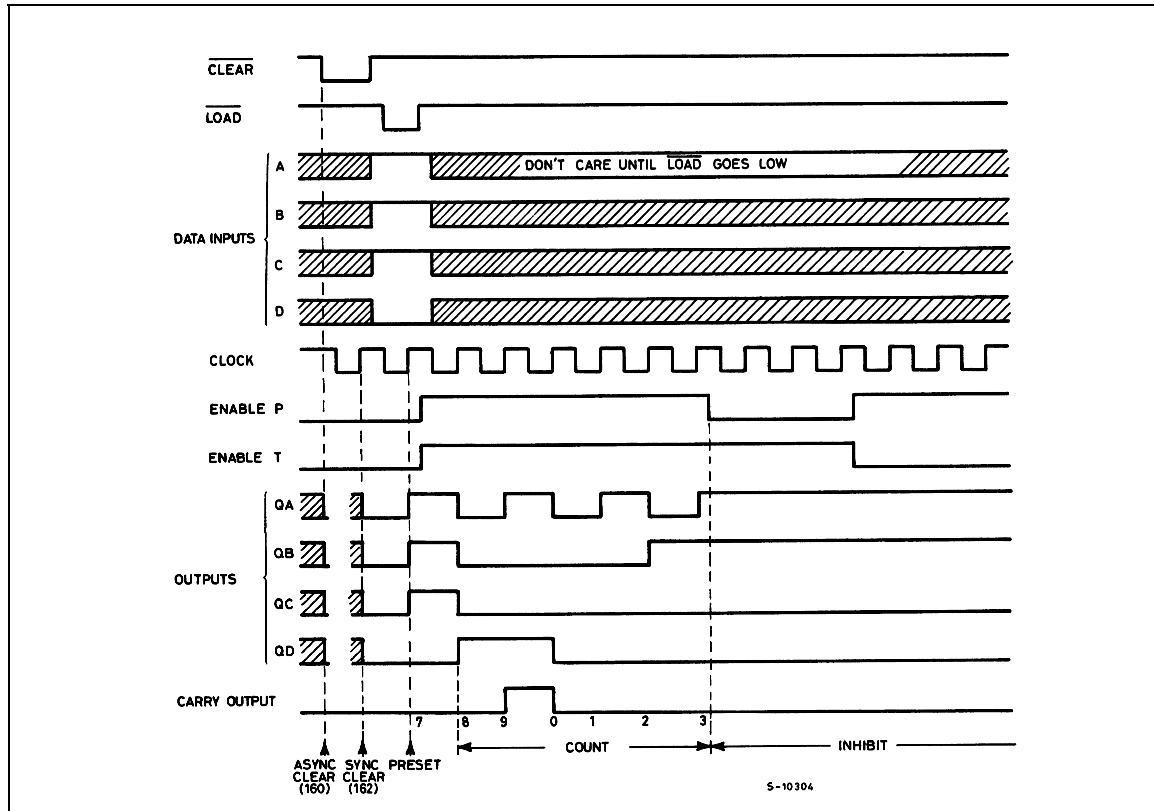 CLEAR
LOAD
A
DON'T CARE UNTIL LOAD GOES LOW
B
DATA INPUTS
C
D
CLOCK
ENABLE P
ENABLE T
QA
QB
OUTPUTS
QC
QD
CARRY OUTPUT
7 8 9 0 1 2 3
COUNT
INHIBIT
ASYNC CLEAR (160)
SYNC CLEAR (162)
PRESET
S-10304